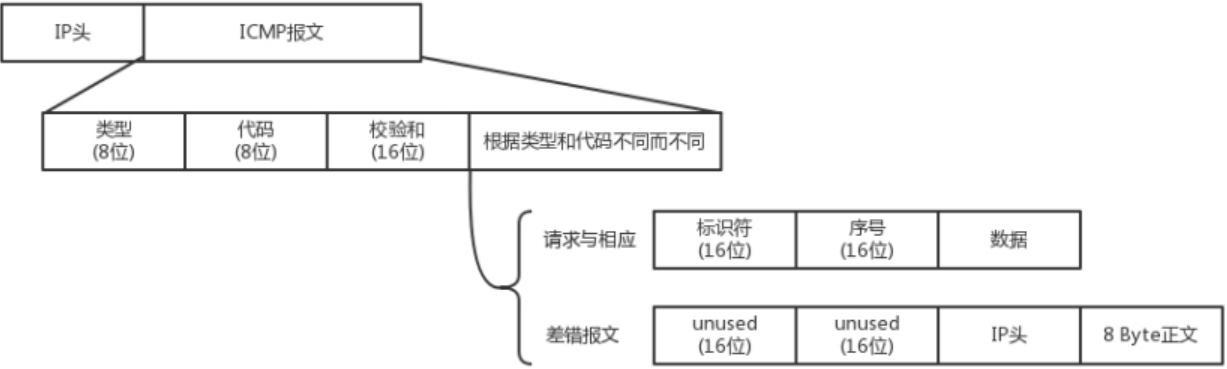 IP头
ICMP报文
类型
(8位)
代码
(8位)
校验和
(16位)
根据类型和代码不同而不同
请求与相应
标识符
(16位)
序号
(16位)
数据
差错报文
unused
(16位)
unused
(16位)
IP头
8 Byte正文